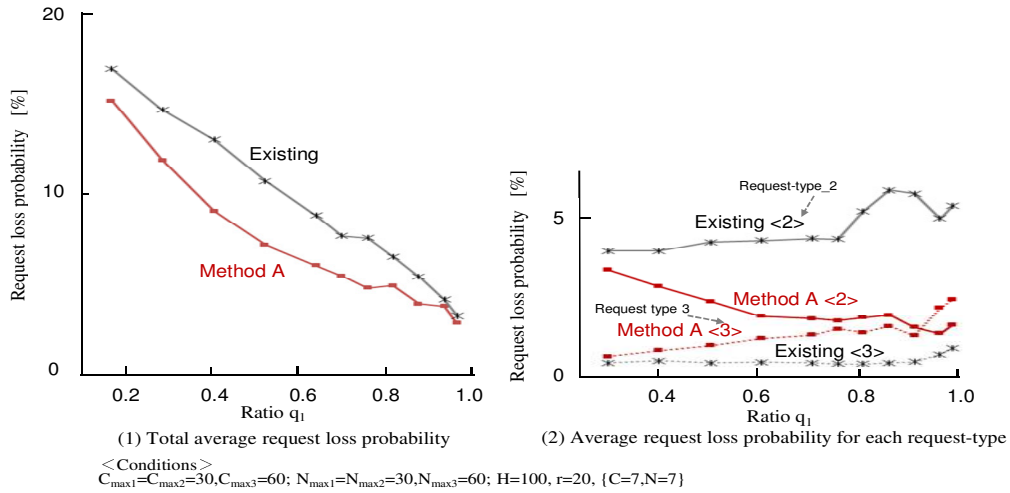 20
10
0
Request loss probability [%]
Existing
Method A
0.2
0.4
0.6
0.8
1.0
Ratio q1
(1) Total average request loss probability
Request loss probability [%]
5
0
Request-type_2
Existing <2>
Method A <2>
Request type 3
Method A <3>
Existing <3>
0.4
0.6
0.8
1.0
Ratio q1
(2) Average request loss probability for each request-type
<Conditions>
Cmax1=Cmax2=30,Cmax3=60; Nmax1=Nmax2=30,Nmax3=60; H=100, r=20, {C=7,N=7}